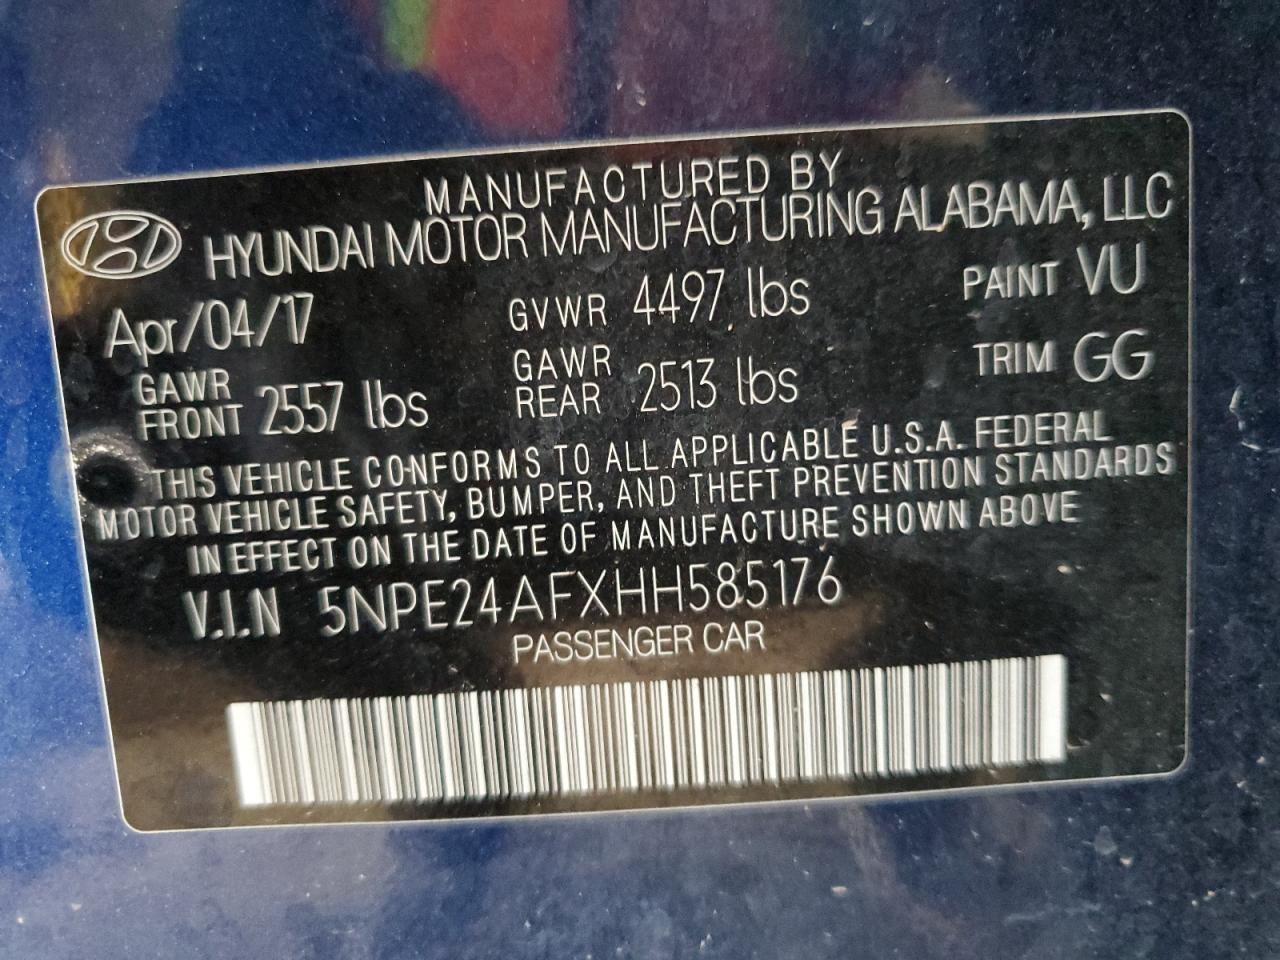 MANUFACTURED BY
HYUNDAI MOTOR MANUFACTURING ALABAMA, LLC
Apr/04/17 GVWR 4497 lbs PAINT VU
GAWR FRONT 2557 lbs GAWR REAR 2513 lbs TRIM GG
THIS VEHICLE CONFORMS TO ALL APPLICABLE U.S.A. FEDERAL
MOTOR VEHICLE SAFETY, BUMPER, AND THEFT PREVENTION STANDARDS
IN EFFECT ON THE DATE OF MANUFACTURE SHOWN ABOVE
V.I.N 5NPE24AFXHH585176
PASSENGER CAR